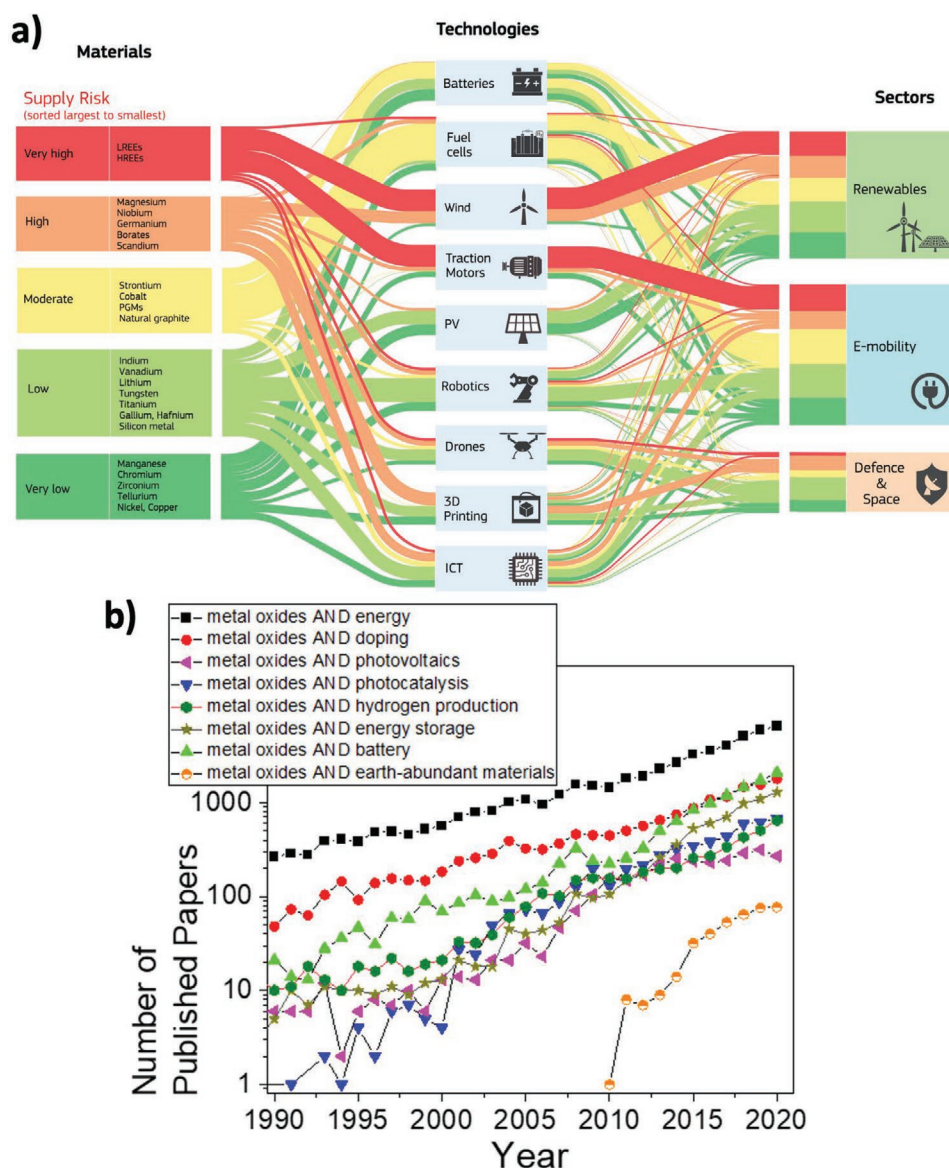 a)
Materials
Technologies
Sectors
Supply Risk
(sorted largest to smallest)
Very high
LREEs
HREEs
High
Magnesium
Niobium
Germanium
Borates
Scandium
Moderate
Strontium
Cobalt
PGMs
Natural graphite
Low
Indium
Vanadium
Lithium
Tungsten
Titanium
Gallium, Hafnium
Silicon metal
Very low
Manganese
Chromium
Zirconium
Tellurium
Nickel, Copper
Batteries
Fuel
cells
Wind
Traction
Motors
PV
Robotics
Drones
3D
Printing
ICT
Renewables
E-mobility
Defence
&
Space
b)
metal oxides AND energy
metal oxides AND doping
metal oxides AND photovoltaics
metal oxides AND photocatalysis
metal oxides AND hydrogen production
metal oxides AND energy storage
metal oxides AND battery
metal oxides AND earth-abundant materials
Number of
Published Papers
1000
100
10
1
1990
1995
2000
2005
2010
2015
2020
Year